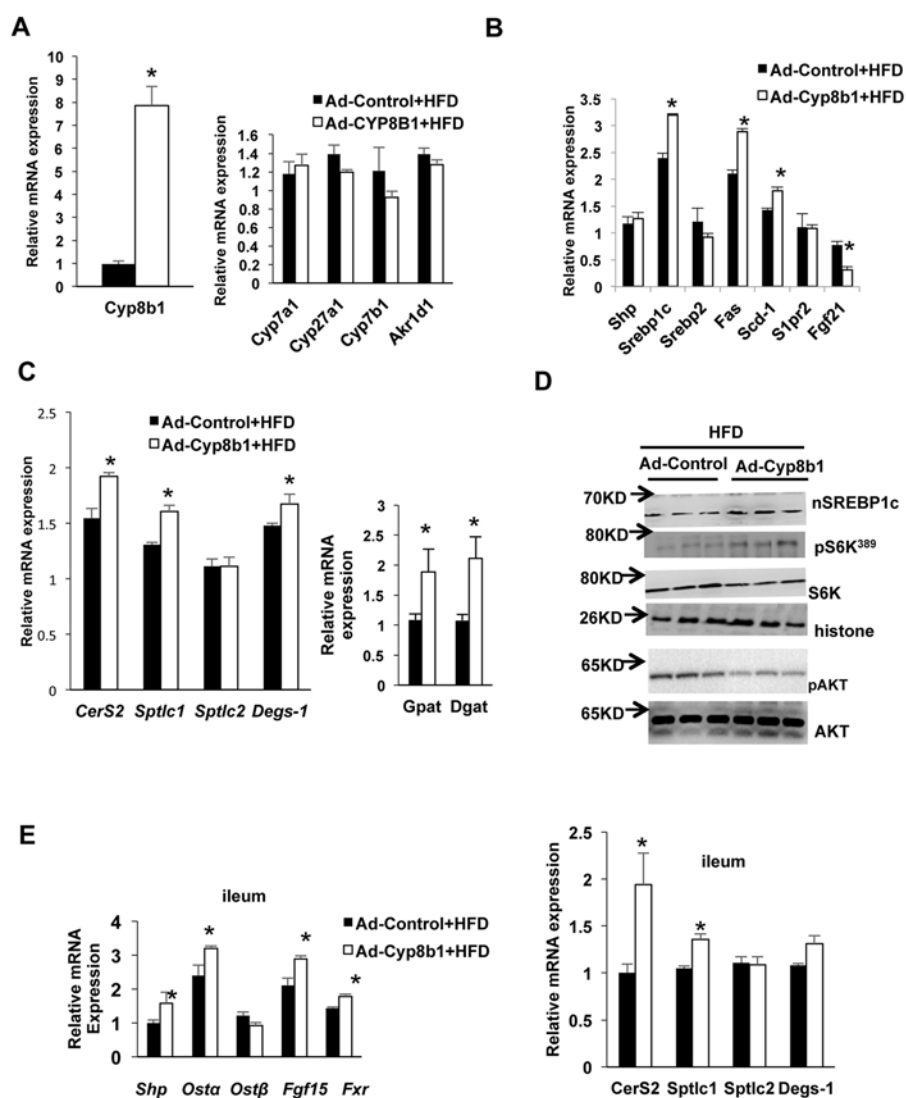 A
Relative mRNA expression
10
9
8
7
6
5
4
3
2
1
0
*
Cyp8b1
Ad-Control+HFD
Ad-CYP8B1+HFD
Relative mRNA expression
1.6
1.4
1.2
1
0.8
0.6
0.4
0.2
0
Cyp7a1
Cyp27a1
Cyp7b1
Akr1d1
B
Ad-Control+HFD
Ad-Cyp8b1+HFD
Relative mRNA expression
3.5
3
2.5
2
1.5
1
0.5
0
*
*
*
*
Shp
Srebp1c
Srebp2
Fas
Scd-1
S1pr2
Fgf21
C
Ad-Control+HFD
Ad-Cyp8b1+HFD
Relative mRNA expression
2.5
2
1.5
1
0.5
0
*
*
*
CerS2 Sptlc1 Sptlc2 Degs-1
Relative mRNA
expression
3
2.5
2
1.5
1
0.5
0
* *
Gpat Dgat
D
HFD
Ad-Control Ad-Cyp8b1
70KD nSREBP1c
80KD pS6K389
80KD S6K
26KD histone
65KD pAKT
65KD AKT
E
ileum
Ad-Control+HFD
Ad-Cyp8b1+HFD
Relative mRNA
Expression
4
3
2
1
0
*
*
*
*
Shp Ostα Ostβ Fgf15 Fxr
ileum
Relative mRNA expression
2.5
2
1.5
1
0.5
0
*
*
CerS2 Sptlc1 Sptlc2 Degs-1